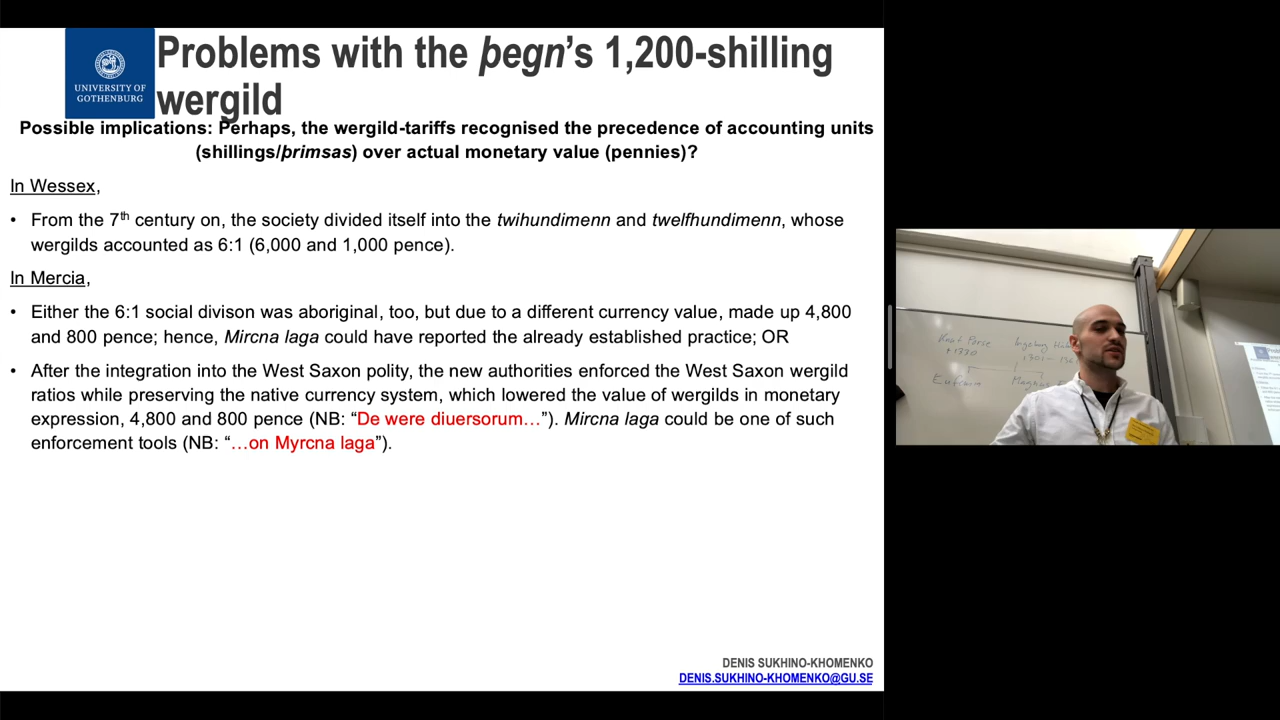 UNIVERSITY OF
GOTHENBURG
Problems with the þegn’s 1,200-shilling
wergild
Possible implications: Perhaps, the wergild-tariffs recognised the precedence of accounting units
(shillings/þrimsas) over actual monetary value (pennies)?
In Wessex,
• From the 7th century on, the society divided itself into the twihundimenn and twelfhundimenn, whose
wergilds accounted as 6:1 (6,000 and 1,000 pence).
In Mercia,
• Either the 6:1 social divison was aboriginal, too, but due to a different currency value, made up 4,800
and 800 pence; hence, Mircna laga could have reported the already established practice; OR
• After the integration into the West Saxon polity, the new authorities enforced the West Saxon wergild
ratios while preserving the native currency system, which lowered the value of wergilds in monetary
expression, 4,800 and 800 pence (NB: “De were diuersorum…”). Mircna laga could be one of such
enforcement tools (NB: “…on Myrcna laga”).
DENIS SUKHINO-KHOMENKO
DENIS.SUKHINO-KHOMENKO@GU.SE
Knut Porse